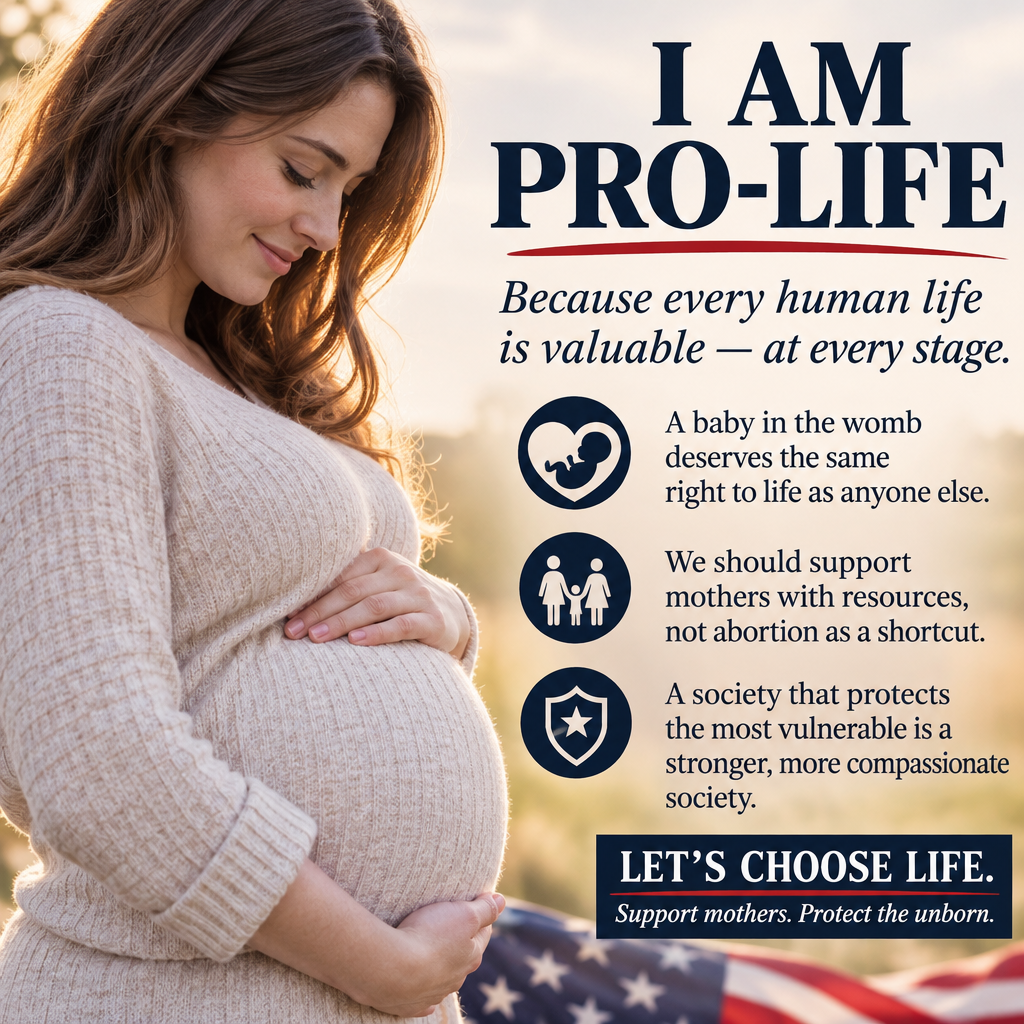 I AM
PRO-LIFE
Because every human life
is valuable — at every stage.
A baby in the womb
deserves the same
right to life as anyone else.
We should support
mothers with resources,
not abortion as a shortcut.
A society that protects
the most vulnerable is a
stronger, more compassionate
society.
LET'S CHOOSE LIFE.
Support mothers. Protect the unborn.